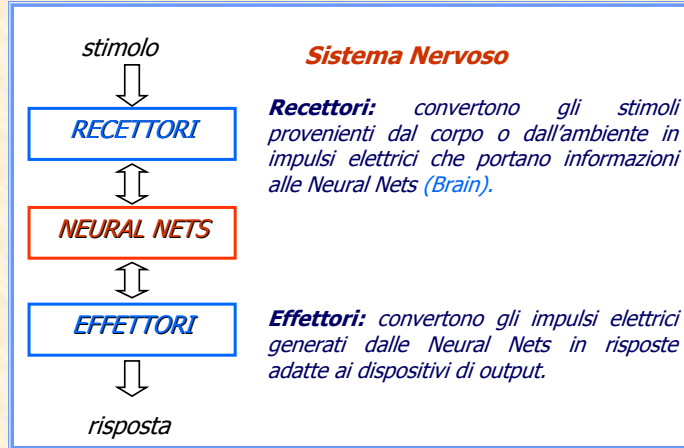 stimolo
Sistema Nervoso
RECETTORI
Recettori: convertono gli stimoli
provenienti dal corpo o dall'ambiente in
impulsi elettrici che portano informazioni
alle Neural Nets (Brain).
NEURAL NETS
EFFETTORI
Effettori: convertono gli impulsi elettrici
generati dalle Neural Nets in risposte
adatte ai dispositivi di output.
risposta